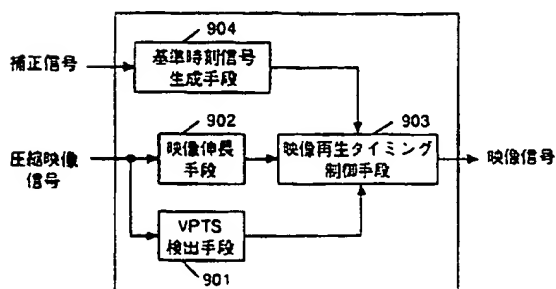 904
補正信号
基準時刻信号
生成手段
902
903
圧縮映像
信号
映像伸長
手段
映像再生タイミング
制御手段
映像信号
VPTS
検出手段
901